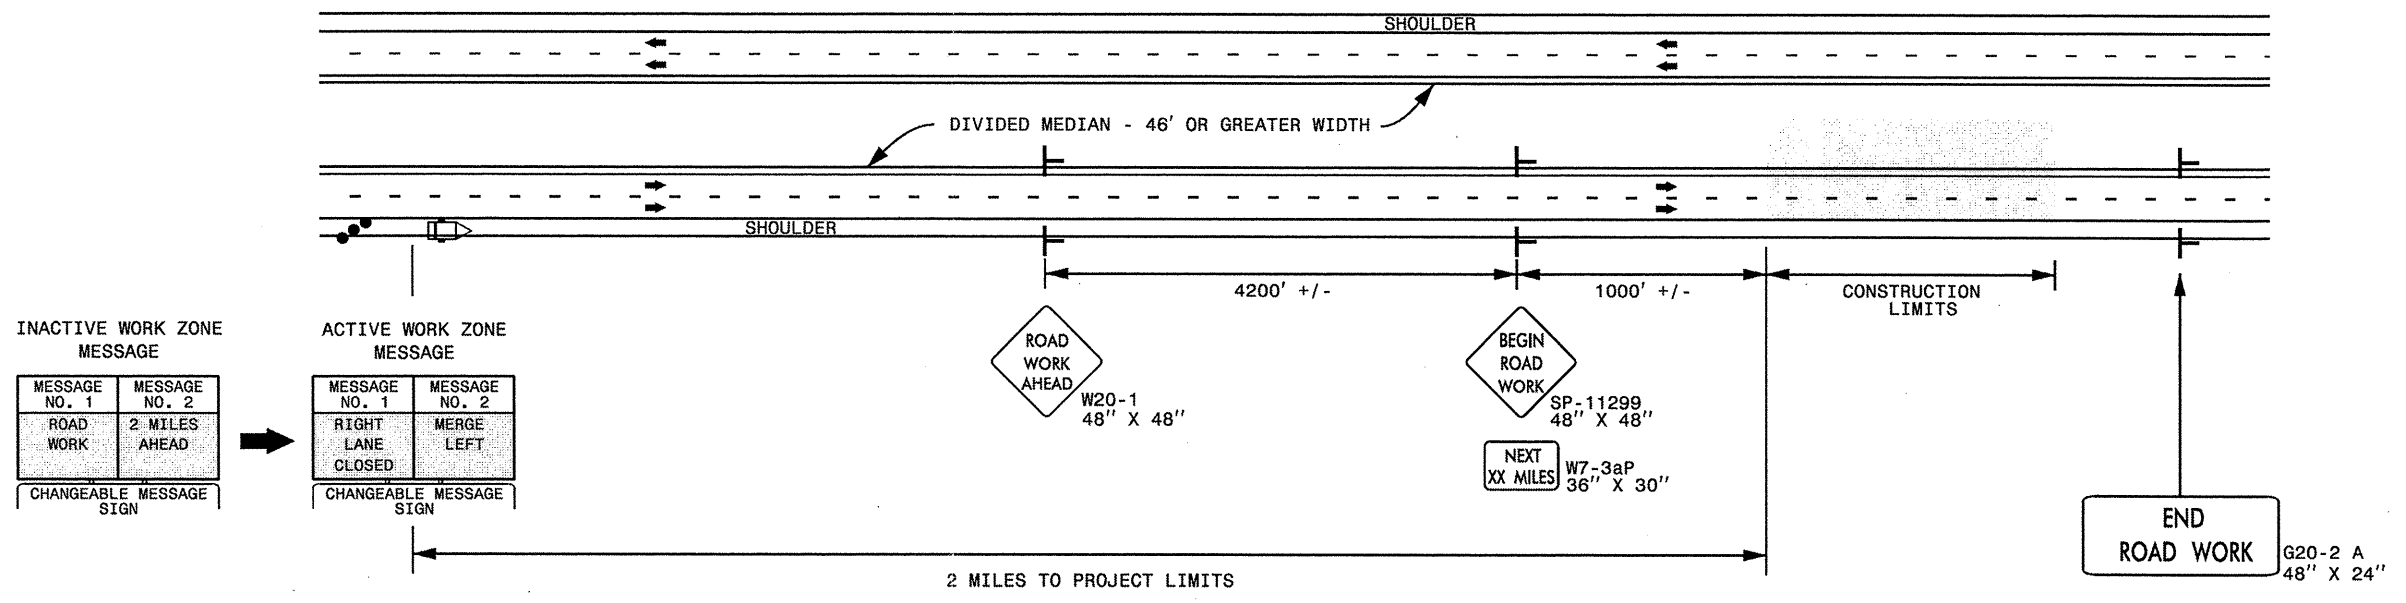 SHOULDER
DIVIDED MEDIAN - 46' OR GREATER WIDTH
SHOULDER
4200' +/-
1000' +/-
CONSTRUCTION
LIMITS
INACTIVE WORK ZONE
MESSAGE
MESSAGE
NO. 1
MESSAGE
NO. 2
ROAD
WORK
2 MILES
AHEAD
CHANGEABLE MESSAGE
SIGN
ACTIVE WORK ZONE
MESSAGE
MESSAGE
NO. 1
MESSAGE
NO. 2
RIGHT
LANE
CLOSED
MERGE
LEFT
CHANGEABLE MESSAGE
SIGN
ROAD
WORK
AHEAD
W20-1
48" X 48"
BEGIN
ROAD
WORK
SP-11299
48" X 48"
NEXT
XX MILES
W7-3aP
36" X 30"
END
ROAD WORK
G20-2 A
48" X 24"
2 MILES TO PROJECT LIMITS